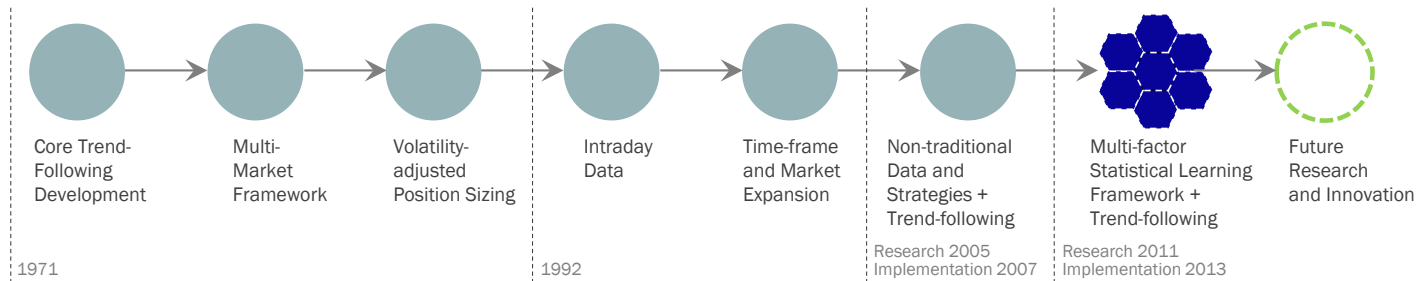 Core Trend-
Following
Development
Multi-
Market
Framework
Volatility-
adjusted
Position Sizing
Intraday
Data
Time-frame
and Market
Expansion
Non-traditional
Data and
Strategies +
Trend-following
Multi-factor
Statistical Learning
Framework +
Trend-following
Future
Research
and Innovation
1971
1992
Research 2005
Implementation 2007
Research 2011
Implementation 2013